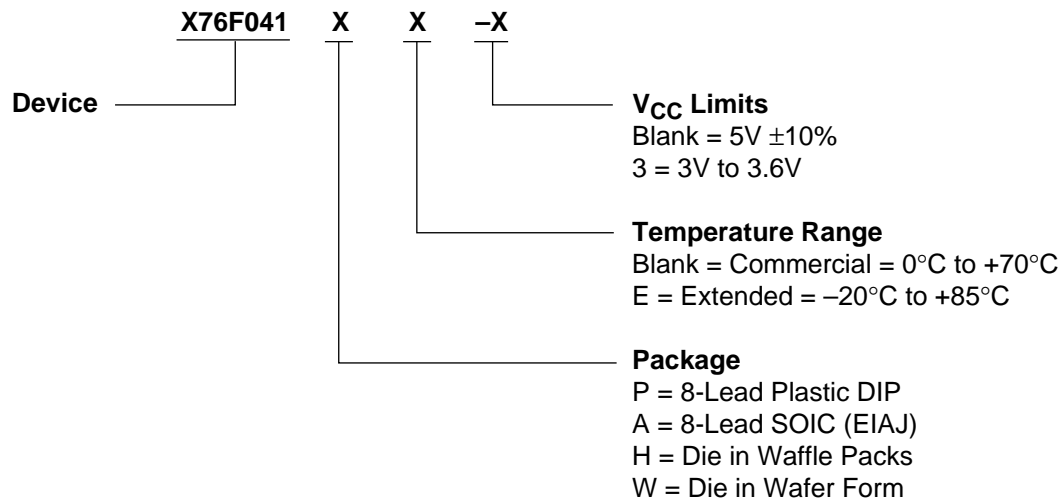 X76F041 X X –X
Device
V_CC Limits
Blank = 5V ±10%
3 = 3V to 3.6V
Temperature Range
Blank = Commercial = 0°C to +70°C
E = Extended = –20°C to +85°C
Package
P = 8-Lead Plastic DIP
A = 8-Lead SOIC (EIAJ)
H = Die in Waffle Packs
W = Die in Wafer Form